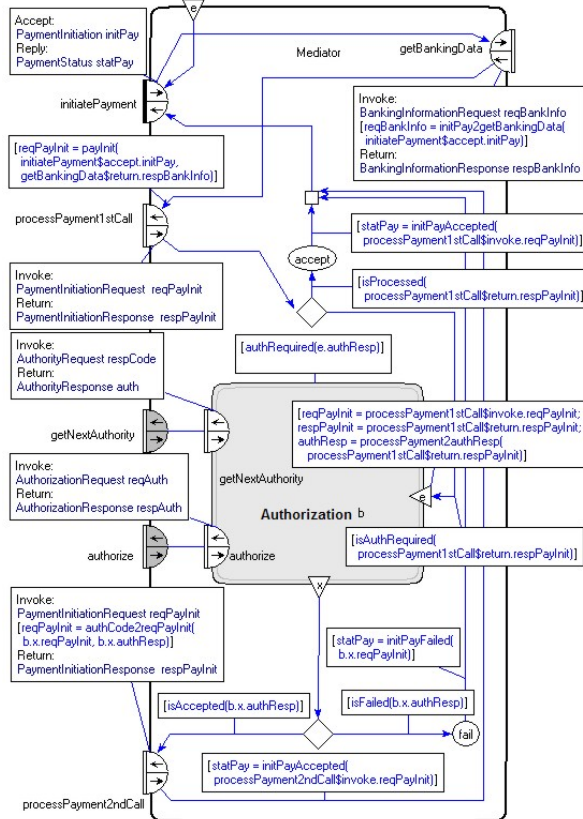 Accept:
PaymentInitiation initPay
Reply:
PaymentStatus statPay
e
Mediator
getBankingData
initiatePayment
Invoke:
BankingInformationRequest reqBankInfo
[reqBankInfo = initPay2getBankingData(
initiatePayment$accept.initPay)]
Return:
BankingInformationResponse respBankInfo
[reqPayInit = payInit(
initiatePayment$accept.initPay,
getBankingData$return.respBankInfo)]
processPayment1stCall
[statPay = initPayAccepted(
processPayment1stCall$invoke.reqPayInit)]
accept
Invoke:
PaymentInitiationRequest reqPayInit
Return:
PaymentInitiationResponse respPayInit
[isProcessed(
processPayment1stCall$return.respPayInit)]
Invoke:
AuthorityRequest respCode
Return:
AuthorityResponse auth
[authRequired(e.authResp)]
getNextAuthority
getNextAuthority
[reqPayInit = processPayment1stCall$invoke.reqPayInit;
respPayInit = processPayment1stCall$return.respPayInit;
authResp = processPayment2authResp(
processPayment1stCall$return.respPayInit)]
Invoke:
AuthorizationRequest reqAuth
Return:
AuthorizationResponse respAuth
e
Authorization b
authorize
authorize
[isAuthRequired(
processPayment1stCall$return.respPayInit)]
x
Invoke:
PaymentInitiationRequest reqPayInit
[reqPayInit = authCode2reqPayInit(
b.x.reqPayInit, b.x.authResp)]
Return:
PaymentInitiationResponse respPayInit
[statPay = initPayFailed(
b.x.reqPayInit)]
[isAccepted(b.x.authResp)]
[isFailed(b.x.authResp)]
fail
[statPay = initPayAccepted(
processPayment2ndCall$invoke.reqPayInit)]
processPayment2ndCall